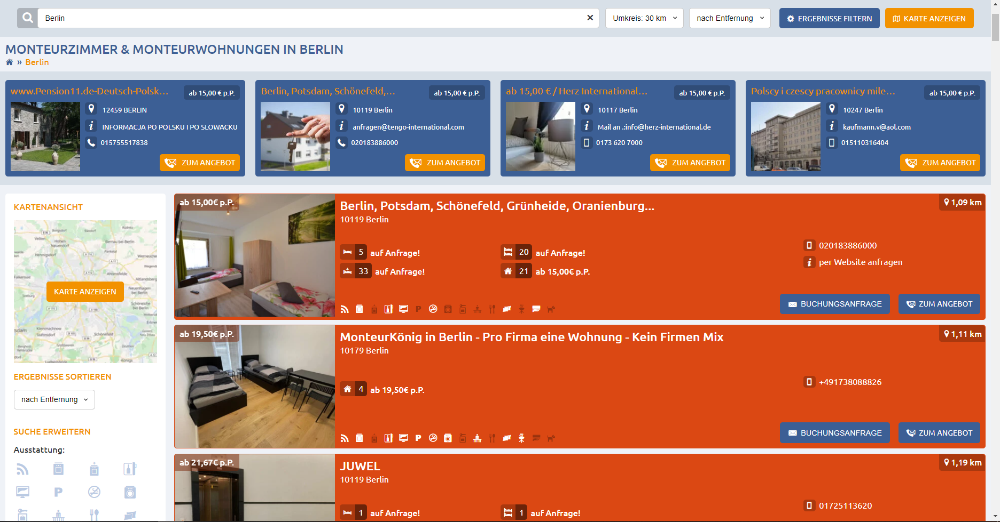 Berlin
Umkreis: 30 km
nach Entfernung
ERGEBNISSE FILTERN
KARTE ANZEIGEN
MONTEURZIMMER & MONTEURWOHNUNGEN IN BERLIN
» Berlin
www.Pension11.de-Deutsch-Polsk...
ab 15,00 € p.P.
12459 BERLIN
INFORMACJA PO POLSKU I PO SLOWACKU
015755517838
ZUM ANGEBOT
Berlin, Potsdam, Schönefeld,...
ab 15,00 € p.P.
10119 Berlin
anfragen@tengo-international.com
020183886000
ZUM ANGEBOT
ab 15,00 € / Herz International...
ab 15,00 € p.P.
10117 Berlin
Mail an .:info@herz-international.de
0173 620 7000
ZUM ANGEBOT
Polscy i czescy pracownicy mile...
ab 15,00 € p.P.
10247 Berlin
kaufmann.v@aol.com
015110316404
ZUM ANGEBOT
KARTENANSICHT
KARTE ANZEIGEN
ERGEBNISSE SORTIEREN
nach Entfernung
SUCHE ERWEITERN
Ausstattung:
ab 15,00€ p.P.
Berlin, Potsdam, Schönefeld, Grünheide, Oranienburg...
1,09 km
10119 Berlin
5 auf Anfrage!
20 auf Anfrage!
33 auf Anfrage!
21 ab 15,00€ p.P.
020183886000
per Website anfragen
BUCHUNGSANFRAGE
ZUM ANGEBOT
ab 19,50€ p.P.
MonteurKönig in Berlin - Pro Firma eine Wohnung - Kein Firmen Mix
1,11 km
10179 Berlin
4 ab 19,50€ p.P.
+491738088826
BUCHUNGSANFRAGE
ZUM ANGEBOT
ab 21,67€ p.P.
JUWEL
1,19 km
10119 Berlin
1 auf Anfrage!
1 auf Anfrage!
01725113620